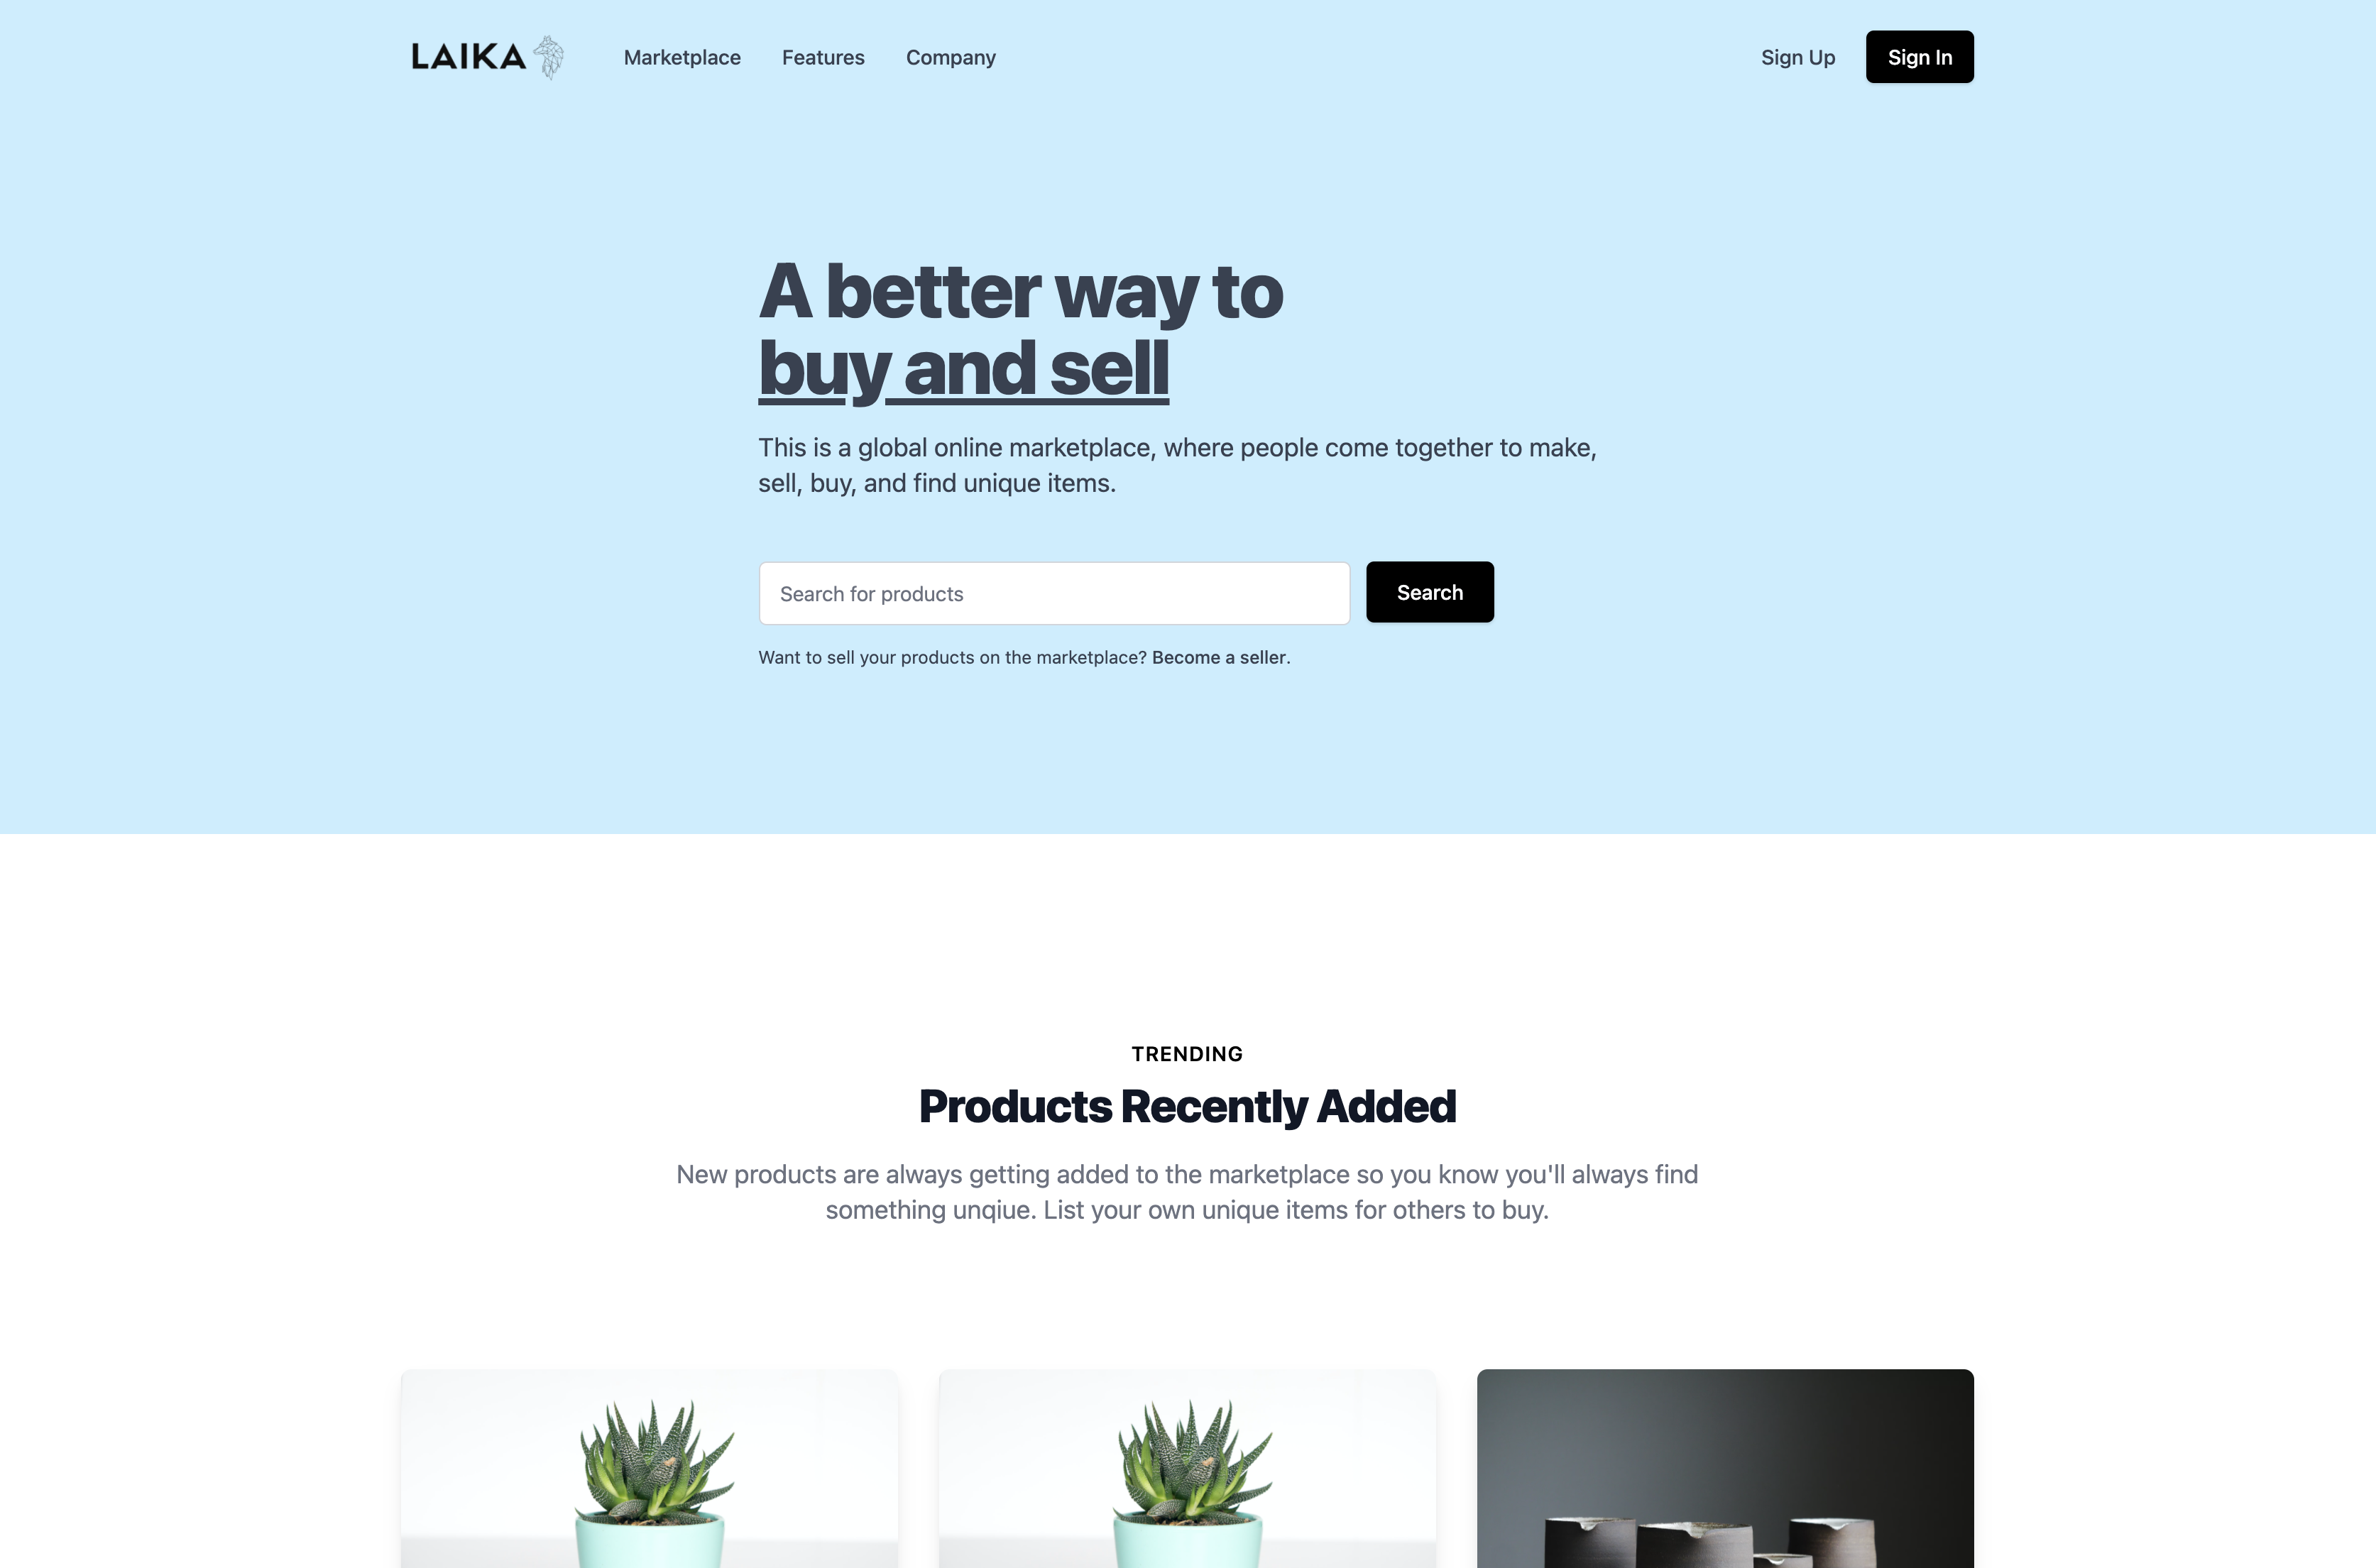 LAIKA
Marketplace
Features
Company
Sign Up
Sign In
A better way to
buy and sell
This is a global online marketplace, where people come together to make,
sell, buy, and find unique items.
Search for products
Search
Want to sell your products on the marketplace? Become a seller.
TRENDING
Products Recently Added
New products are always getting added to the marketplace so you know you'll always find
something unqiue. List your own unique items for others to buy.